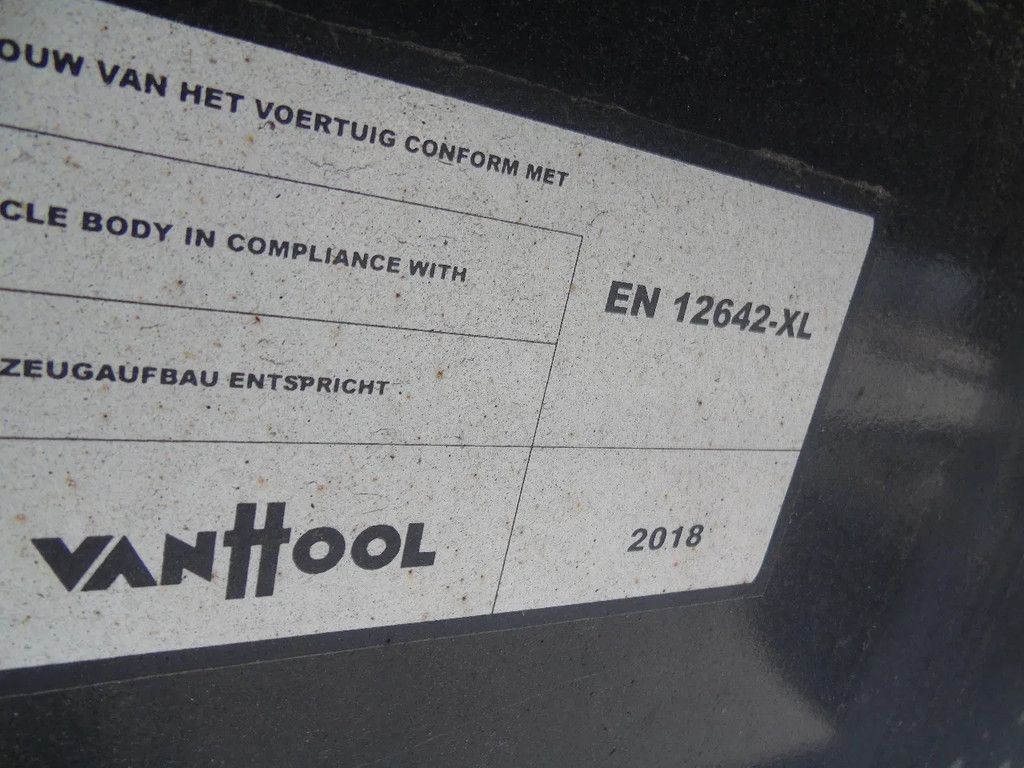 OUW VAN HET VOERTUIG CONFORM MET
CLE BODY IN COMPLIANCE WITH
ZEUGAUFBAU ENTSPRICHT
EN 12642-XL
VANHOOL
2018